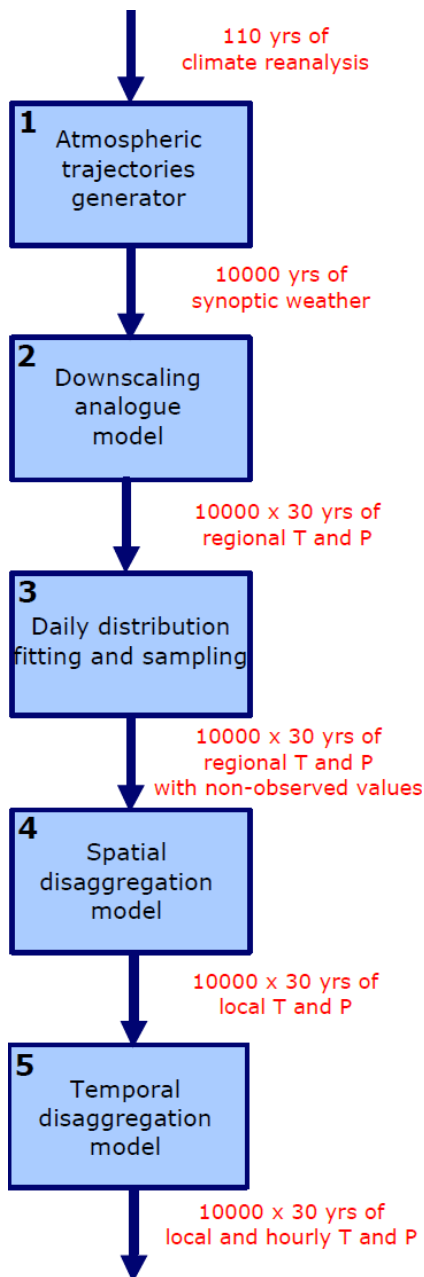 110 yrs of
climate reanalysis
1
Atmospheric
trajectories
generator
10000 yrs of
synoptic weather
2
Downscaling
analogue
model
10000 x 30 yrs of
regional T and P
3
Daily distribution
fitting and sampling
10000 x 30 yrs of
regional T and P
with non-observed values
4
Spatial
disaggregation
model
10000 x 30 yrs of
local T and P
5
Temporal
disaggregation
model
10000 x 30 yrs of
local and hourly T and P